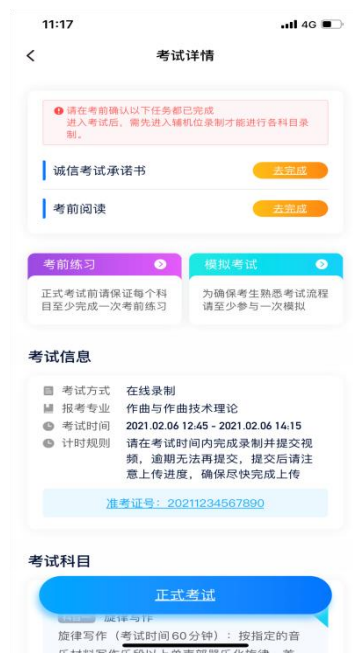 11:17
4G
考试详情
请在考前确认以下任务都已完成
进入考试后，需先进入辅机位录制才能进行各科目录
制。
诚信考试承诺书
去完成
考前阅读
去完成
考前练习
模拟考试
正式考试前请保证每个科
目至少完成一次考前练习
为确保考生熟悉考试流程
请至少参与一次模拟
考试信息
考试方式 在线录制
报考专业 作曲与作曲技术理论
考试时间 2021.02.06 12:45 - 2021.02.06 14:15
计时规则 请在考试时间内完成录制并提交视
频，逾期无法再提交，提交后请注
意上传进度，确保尽快完成上传
准考证号：20211234567890
考试科目
正式考试
旋律写作
旋律写作（考试时间60分钟）：按指定的音